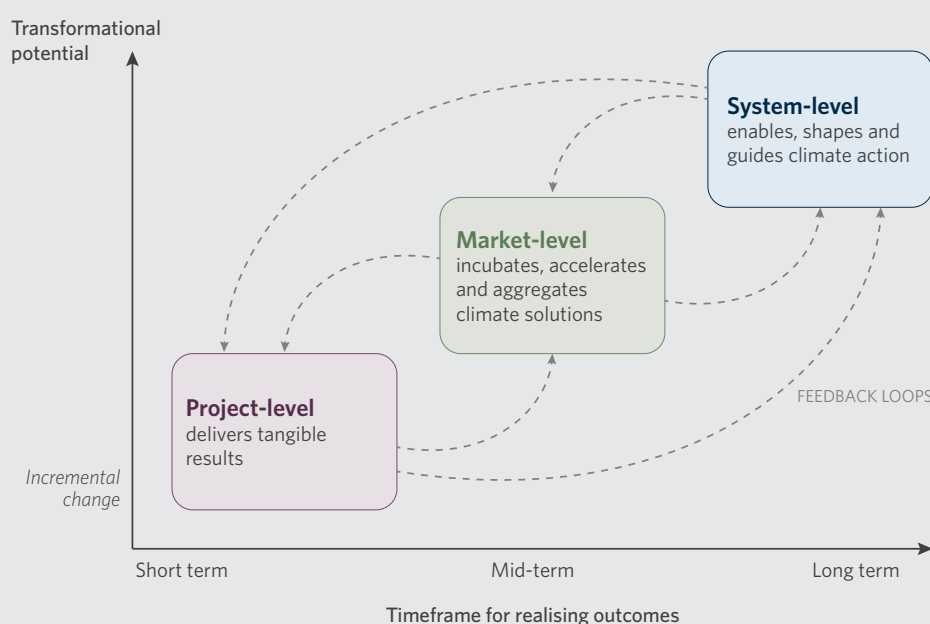 Transformational
potential
System-level
enables, shapes and
guides climate action
Market-level
incubates, accelerates
and aggregates
climate solutions
Project-level
delivers tangible
results
FEEDBACK LOOPS
Incremental
change
Short term
Mid-term
Long term
Timeframe for realising outcomes